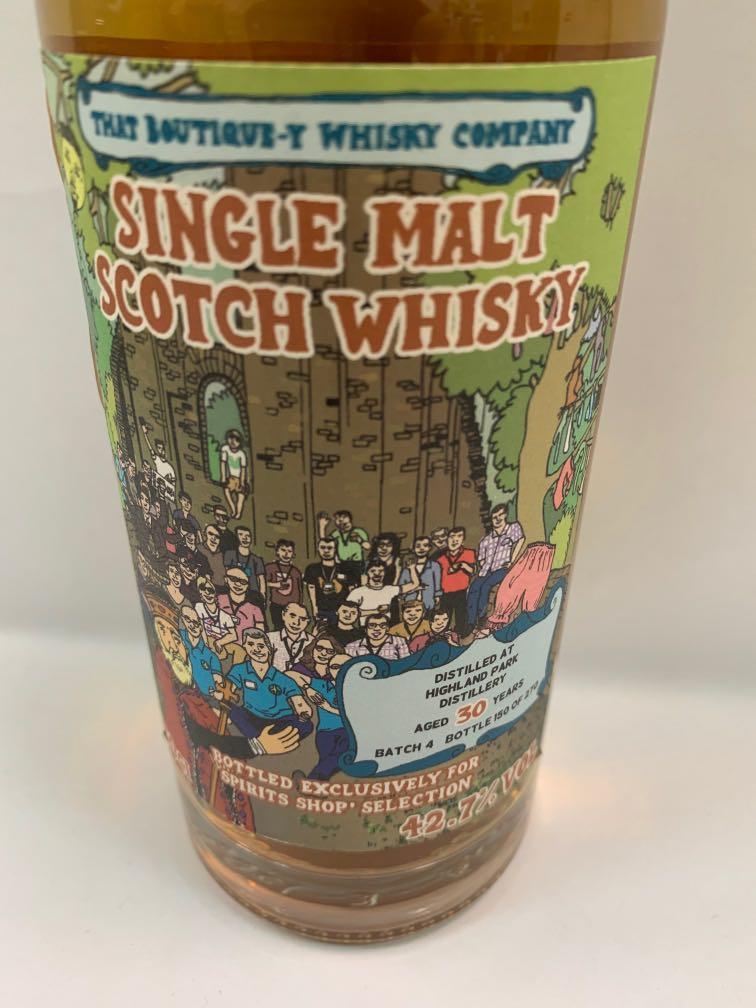 THAT BOUTIQUE-Y WHISKY COMPANY
SINGLE MALT
SCOTCH WHISKY
DISTILLED AT
HIGHLAND PARK
DISTILLERY
AGED 30 YEARS
BATCH 4 BOTTLE 150 OF 270
BOTTLED EXCLUSIVELY FOR
'SPIRITS SHOP' SELECTION
42.7% VOL